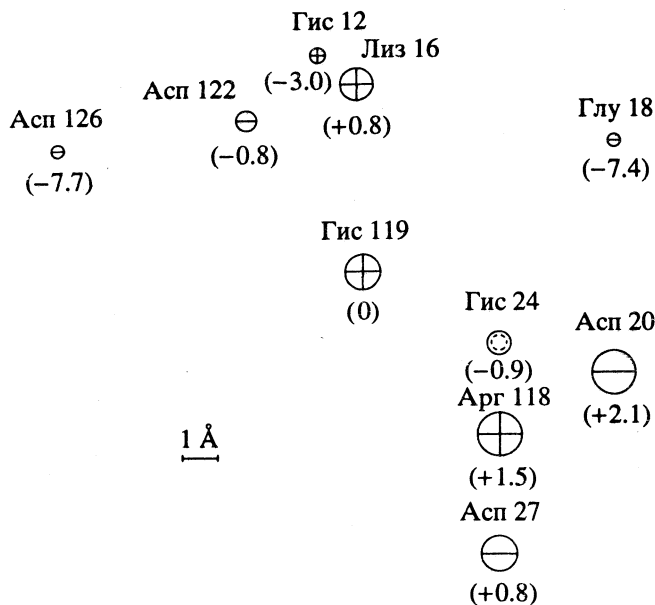 Гис 12
Лиз 16
(−3.0)
Асп 122
(+0.8)
Асп 126
(−0.8)
Глу 18
(−7.7)
(−7.4)
Гис 119
(0)
Гис 24
Асп 20
(−0.9)
Арг 118
(+2.1)
1 Å
(+1.5)
Асп 27
(+0.8)